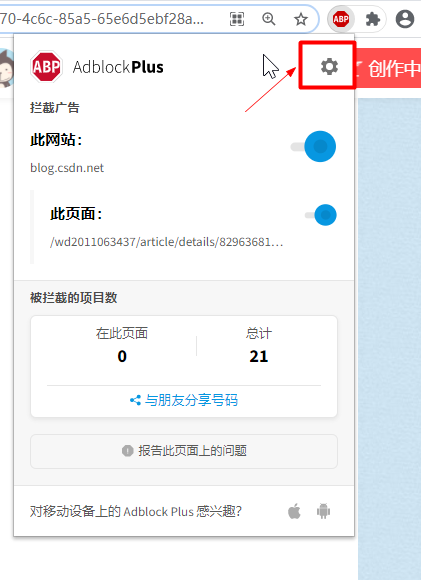 70-4c6c-85a5-65e6d5ebf28a...
ABP
ABP Adblock Plus
创作中
拦截广告
此网站：
blog.csdn.net
此页面：
/wd2011063437/article/details/82963681...
被拦截的项目数
在此页面 总计
0 21
与朋友分享号码
报告此页面上的问题
对移动设备上的 Adblock Plus 感兴趣？